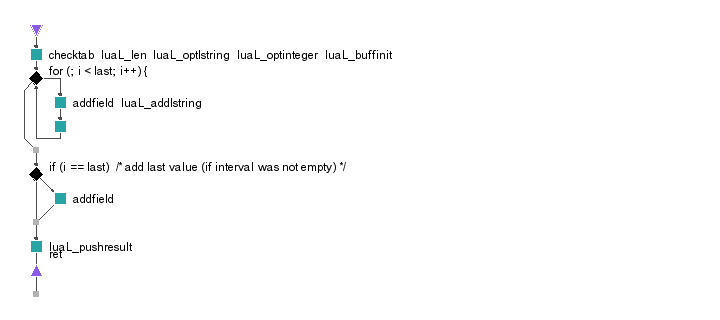 checktab luaL_len luaL_optlstring luaL_optinteger luaL_buffinit
for (; i < last; i++) {
addfield luaL_addlstring
if (i == last) /* add last value (if interval was not empty) */
addfield
luaL_pushresult
ret